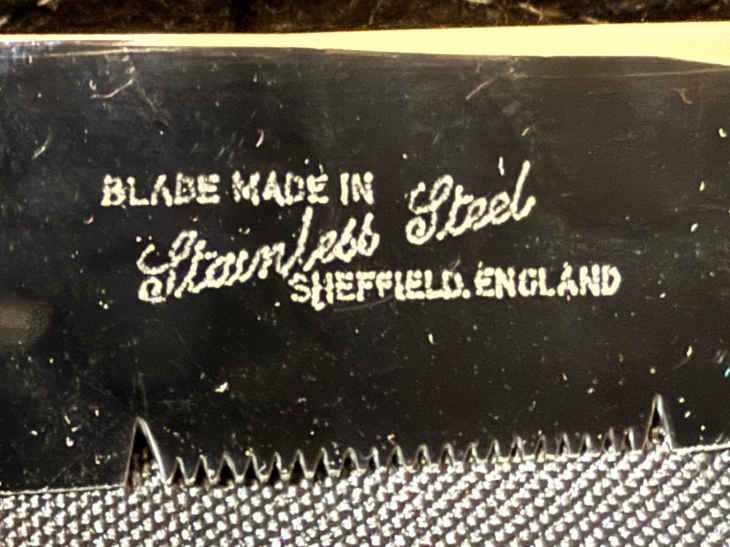 BLADE MADE IN
Stainless Steel
SHEFFIELD. ENGLAND